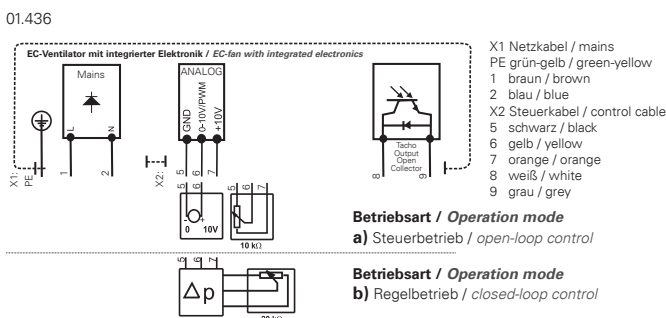 01.436
EC-Ventilator mit integrierter Elektronik / EC-fan with integrated electronics
Mains
L
N
ANALOG
GND
0-10V/PWM
+10V
Tacho
Output
Open
Collector
X1:
PE
1
2
X2:
5
6
7
8
9
5
6
7
- +
0 10V
5
6
7
10 kΩ
X1 Netzkabel / mains
PE grün-gelb / green-yellow
1 braun / brown
2 blau / blue
X2 Steuerkabel / control cable
5 schwarz / black
6 gelb / yellow
7 orange / orange
8 weiß / white
9 grau / grey
Betriebsart / Operation mode
a) Steuerbetrieb / open-loop control
5
6
7
Δp
Betriebsart / Operation mode
b) Regelbetrieb / closed-loop control